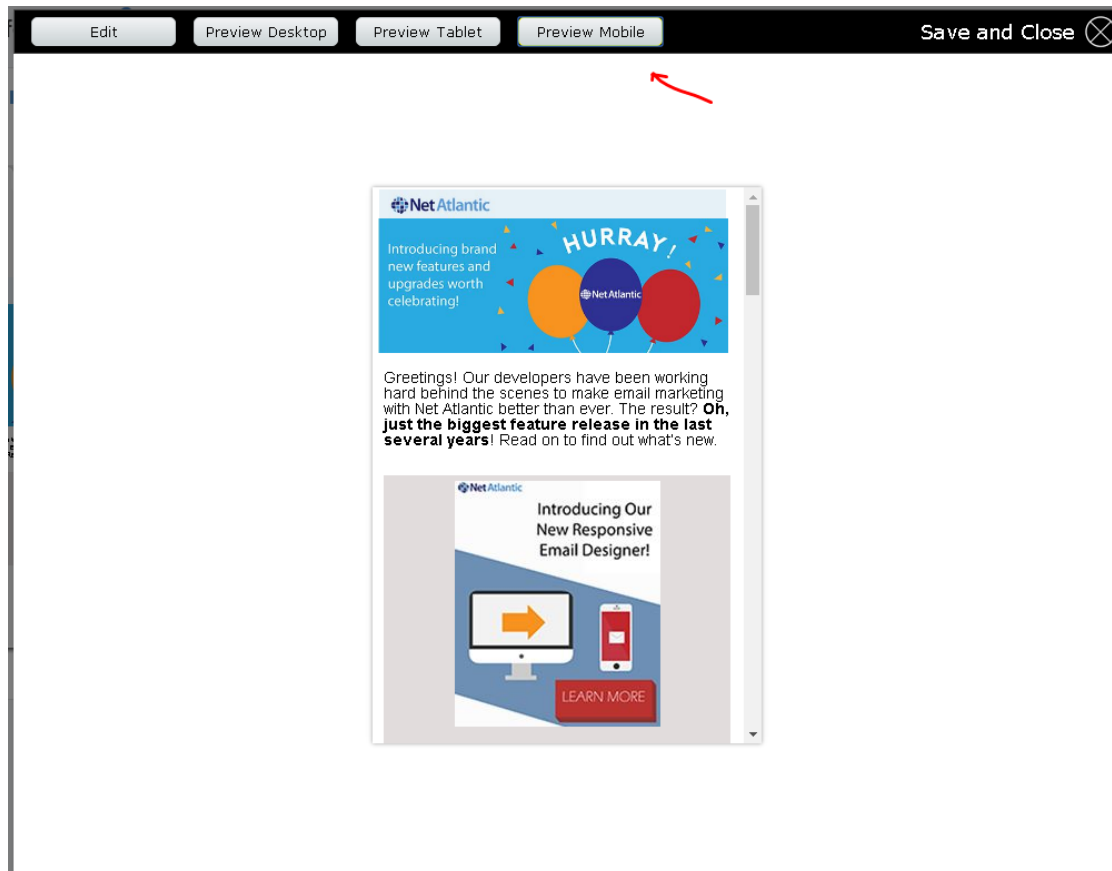 Edit
Preview Desktop
Preview Tablet
Preview Mobile
Save and Close
Net Atlantic
HURRAY!
Introducing brand
new features and
upgrades worth
celebrating!
Net Atlantic
Greetings! Our developers have been working
hard behind the scenes to make email marketing
with Net Atlantic better than ever. The result? Oh,
just the biggest feature release in the last
several years! Read on to find out what's new.
Net Atlantic
Introducing Our
New Responsive
Email Designer!
LEARN MORE